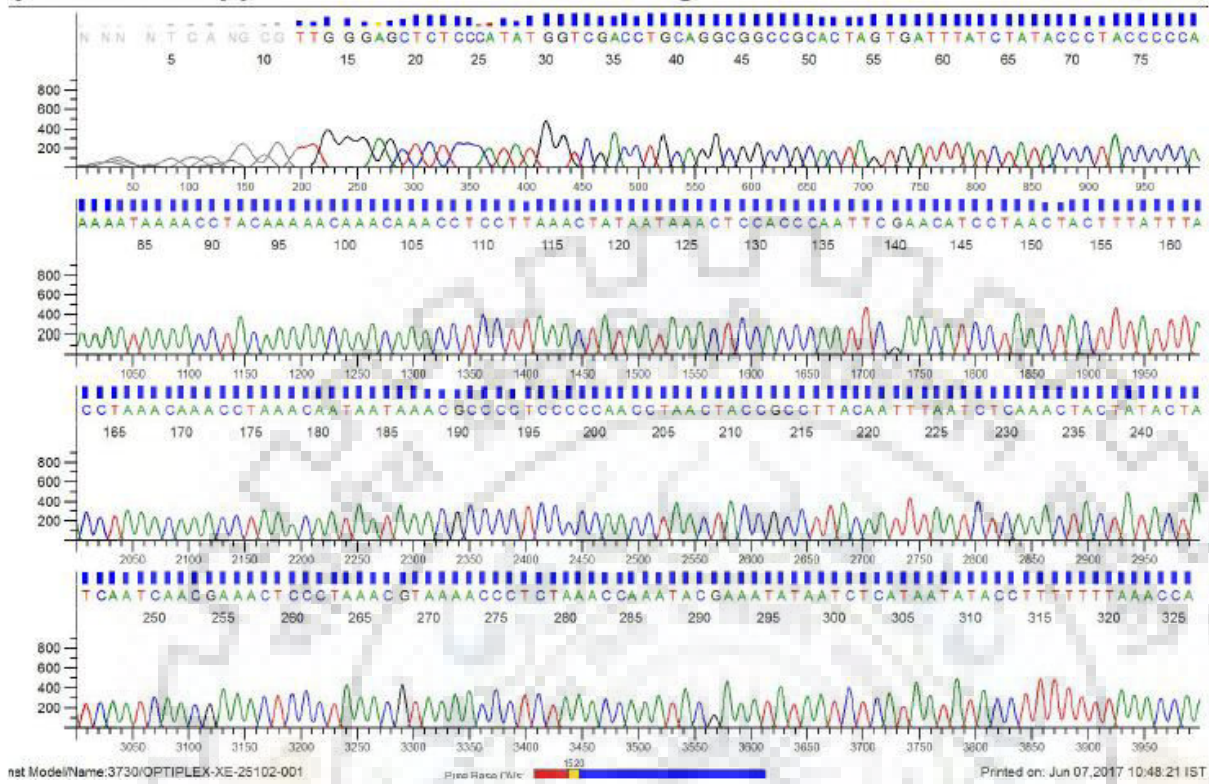 N NN N T C A NG C G T T G G G A G C T C T C C C A T A T G G T C G A C C T G C A G G C G G C C G C A C T A G T G A T T T A T C T A T A C C C T A C C C C C A
5 10 15 20 25 30 35 40 45 50 55 60 65 70 75
800
600
400
200
50 100 150 200 250 300 350 400 450 500 550 600 650 700 750 800 850 900 950
A A A A T A A A A C C T A C A A A A A C A A A C A A A C C T C C T T A A A C T A T A A T A A A C T C C A C C C A A T T C G A A C A T C C T A A C T A C T T T A T T T A
85 90 95 100 105 110 115 120 125 130 135 140 145 150 155 160
800
600
400
200
1050 1100 1150 1200 1250 1300 1350 1400 1450 1500 1550 1600 1650 1700 1750 1800 1850 1900 1950
C C T A A A C A A A C C T A A A C A A T A A T A A A C G C C C C T C C C C C A A C C T A A C T A C C G C C T T A C A A T T T A A T C T C A A A C T A C T A T A C T A
165 170 175 180 185 190 195 200 205 210 215 220 225 230 235 240
800
600
400
200
2050 2100 2150 2200 2250 2300 2350 2400 2450 2500 2550 2600 2650 2700 2750 2800 2850 2900 2950
T C A A T C A A C G A A A C T C C C T A A A C G T A A A A C C C T C T A A A C C A A A T A C G A A A T A T A A T C T C A T A A T A T A C C T T T T T T T A A A C C A
250 255 260 265 270 275 280 285 290 295 300 305 310 315 320 325
800
600
400
200
3050 3100 3150 3200 3250 3300 3350 3400 3450 3500 3550 3600 3650 3700 3750 3800 3850 3900 3950
nst Model/Name:3730/OPTIPLEX-XE-25102-001 Pure Base QVs: 1520 Printed on: Jun 07,2017 10:48:21 IST